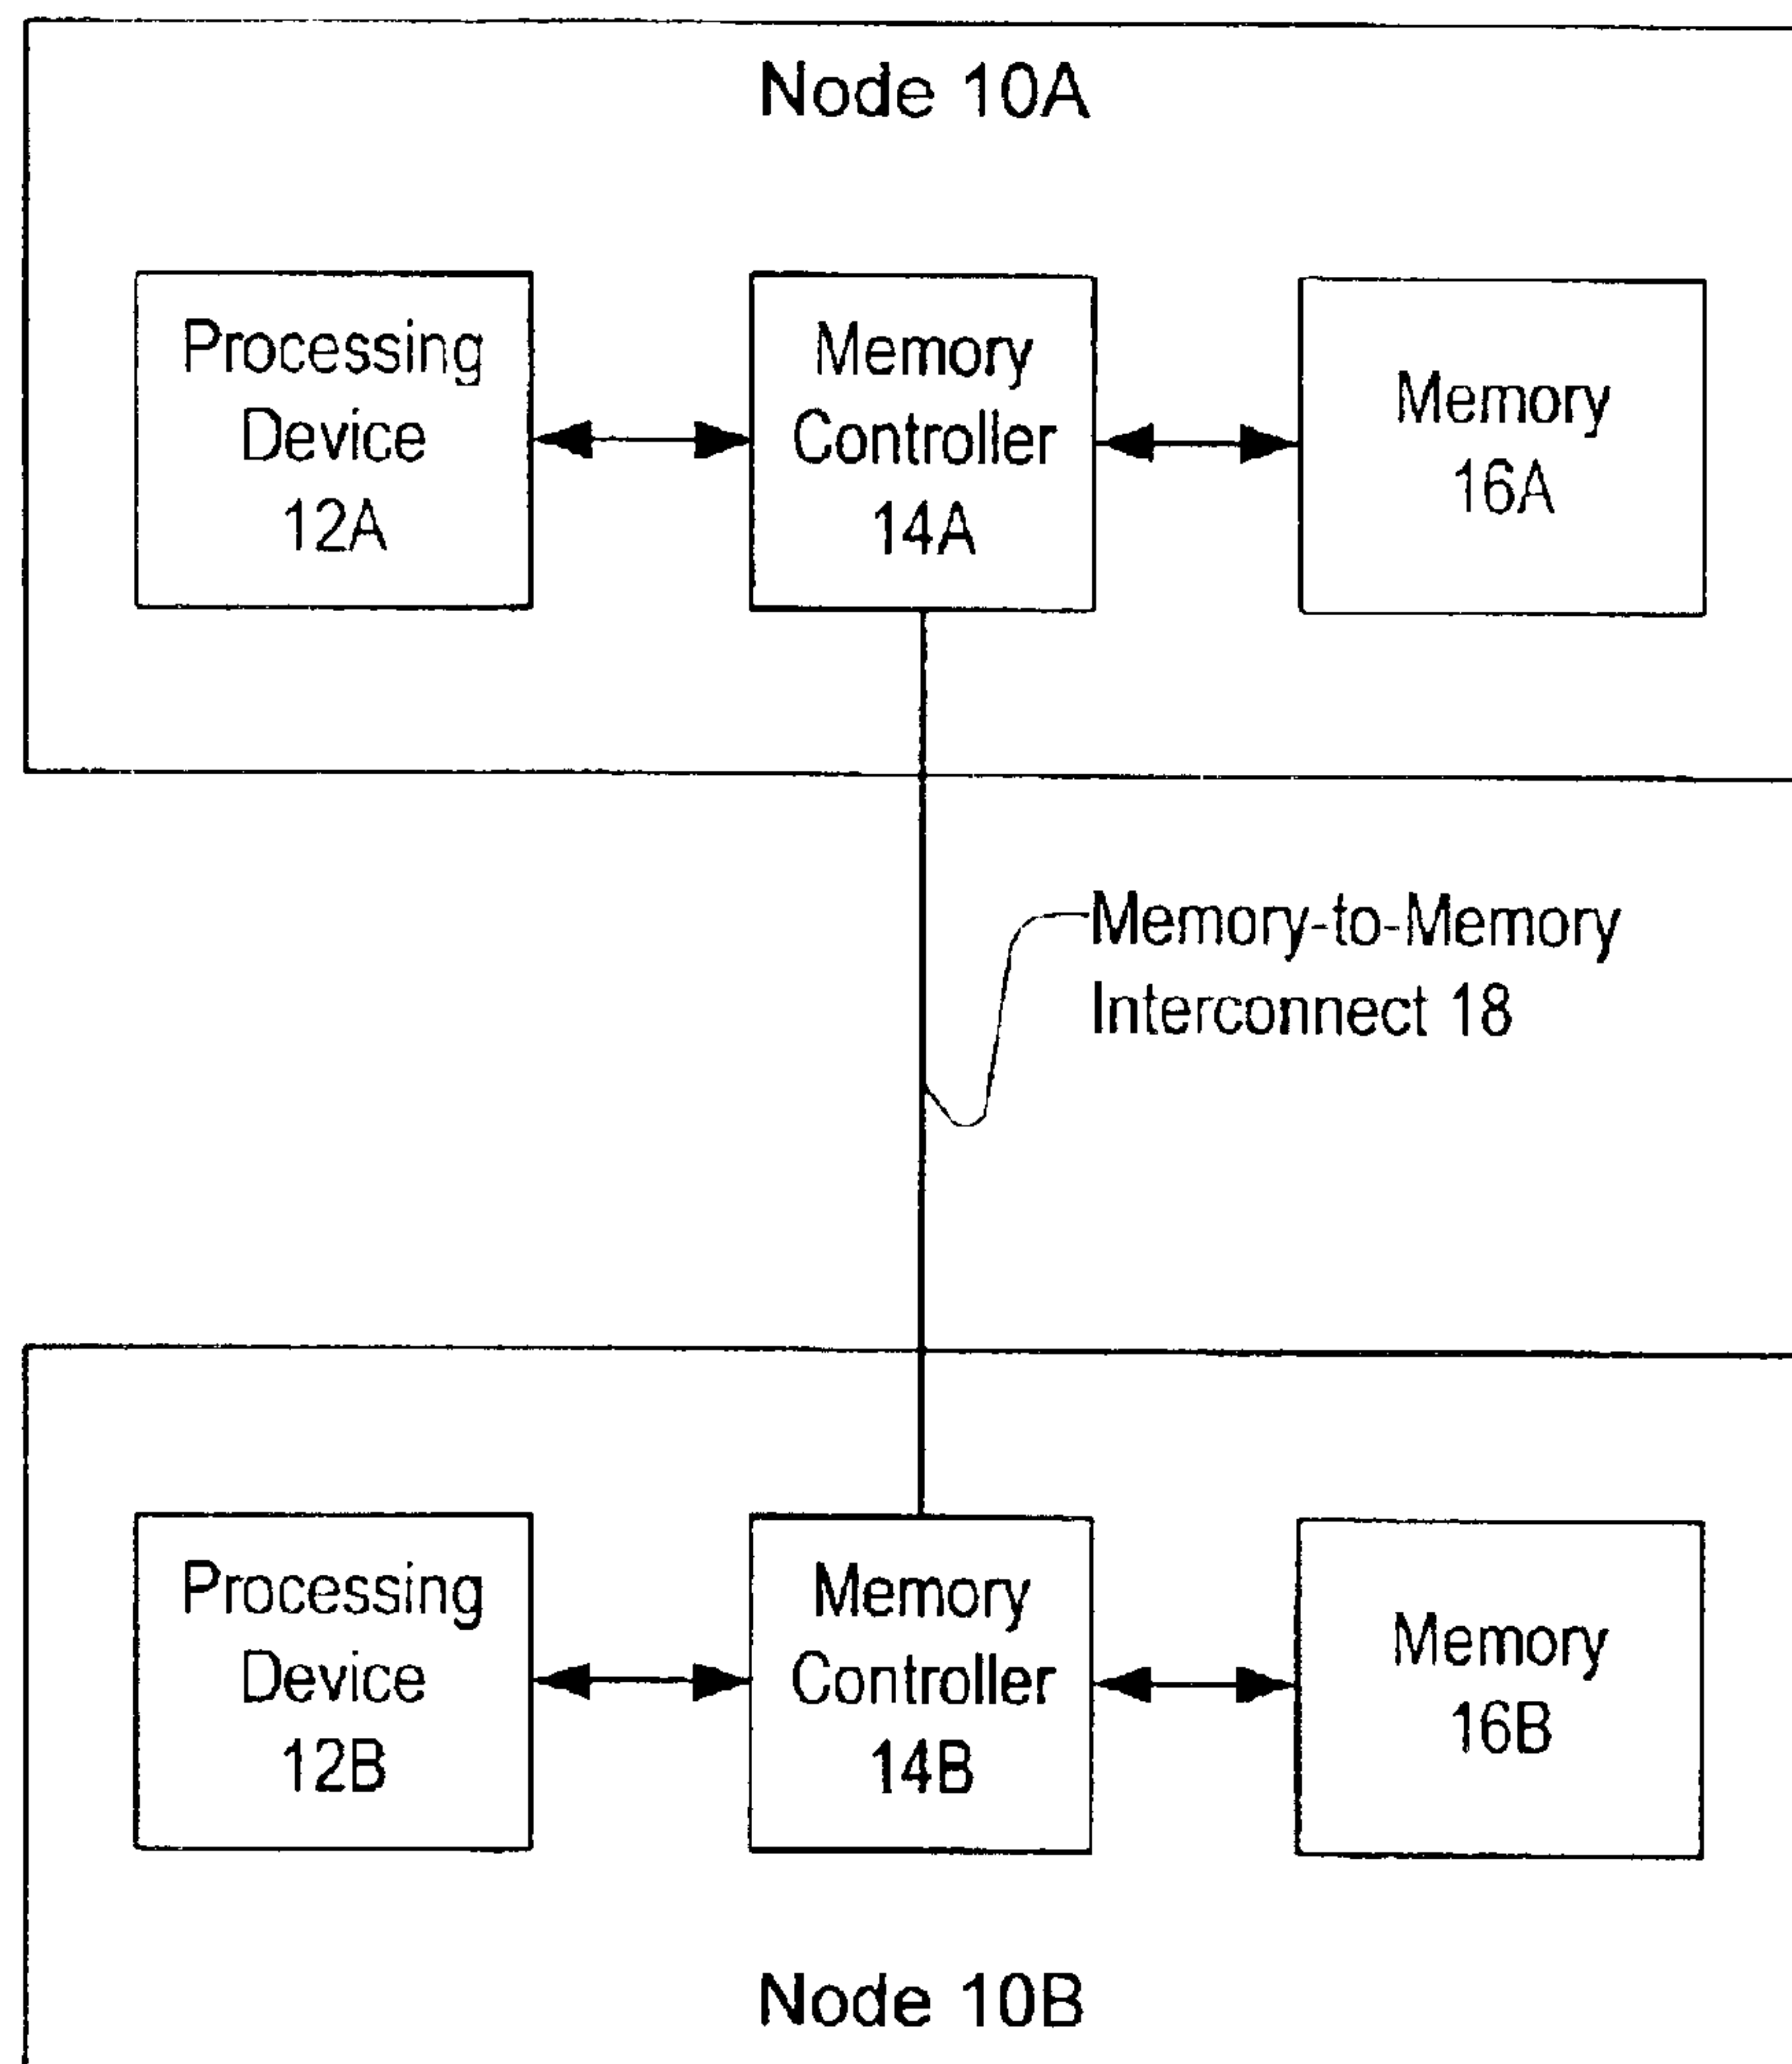 Node 10A
Processing
Device
12A
Memory
Controller
14A
Memory
16A
Memory-to-Memory
Interconnect 18
Processing
Device
12B
Memory
Controller
14B
Memory
16B
Node 10B